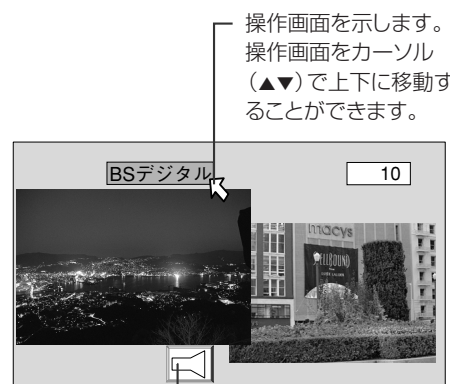 操作画面を示します。
操作画面をカーソル
（▲▼）で上下に移動す
ることができます。
BSデジタル
10
macys
SPELLBOUND